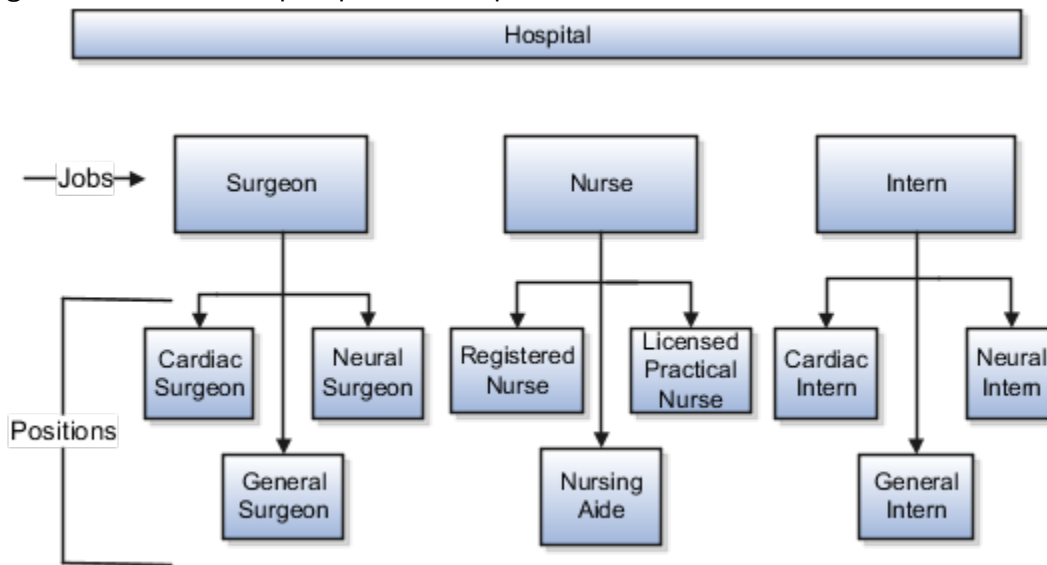 Hospital
Jobs
Surgeon
Nurse
Intern
Cardiac
Surgeon
Neural
Surgeon
Registered
Nurse
Licensed
Practical
Nurse
Cardiac
Intern
Neural
Intern
Positions
General
Surgeon
Nursing
Aide
General
Intern